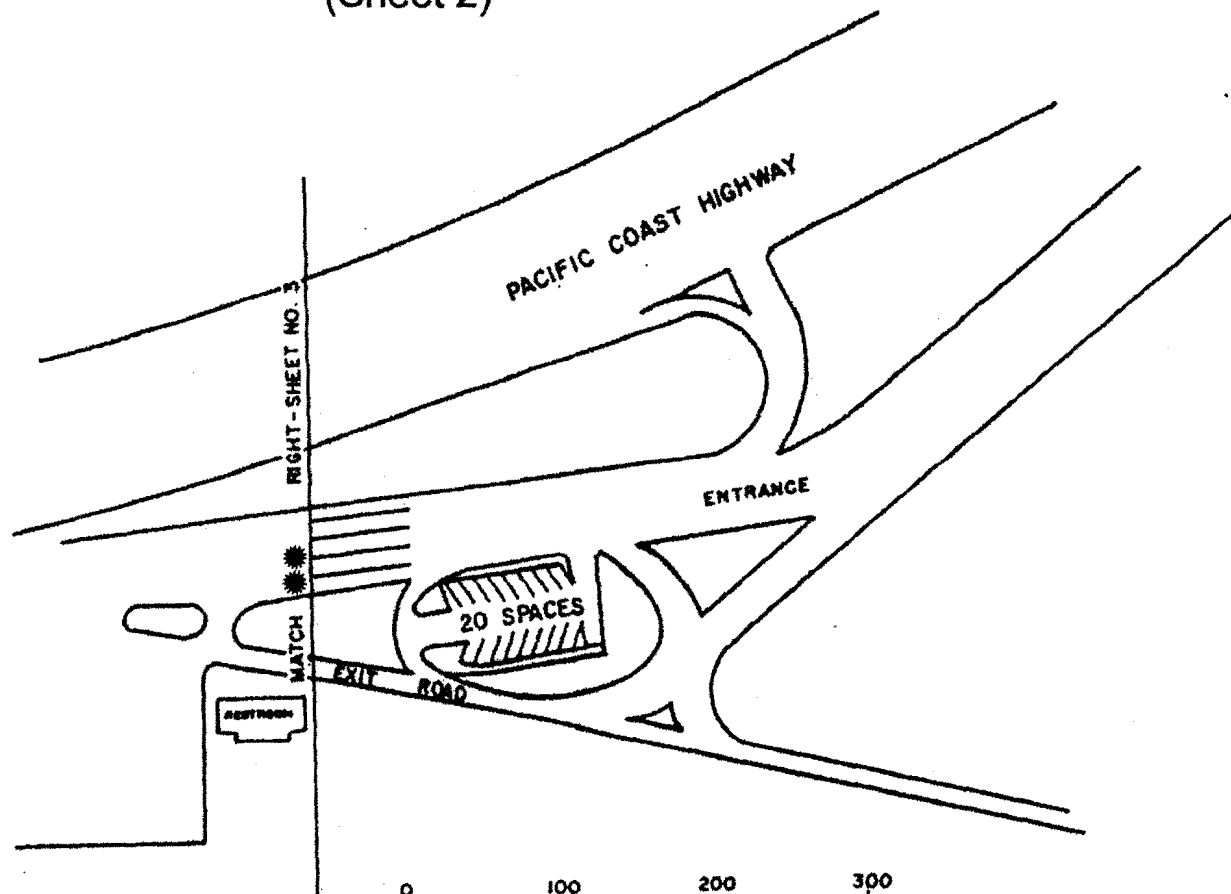 (Sheet 2)
PACIFIC COAST HIGHWAY
MATCH RIGHT-SHEET NO. 3
ENTRANCE
20 SPACES
EXIT ROAD
RESTROOM
0 100 200 300